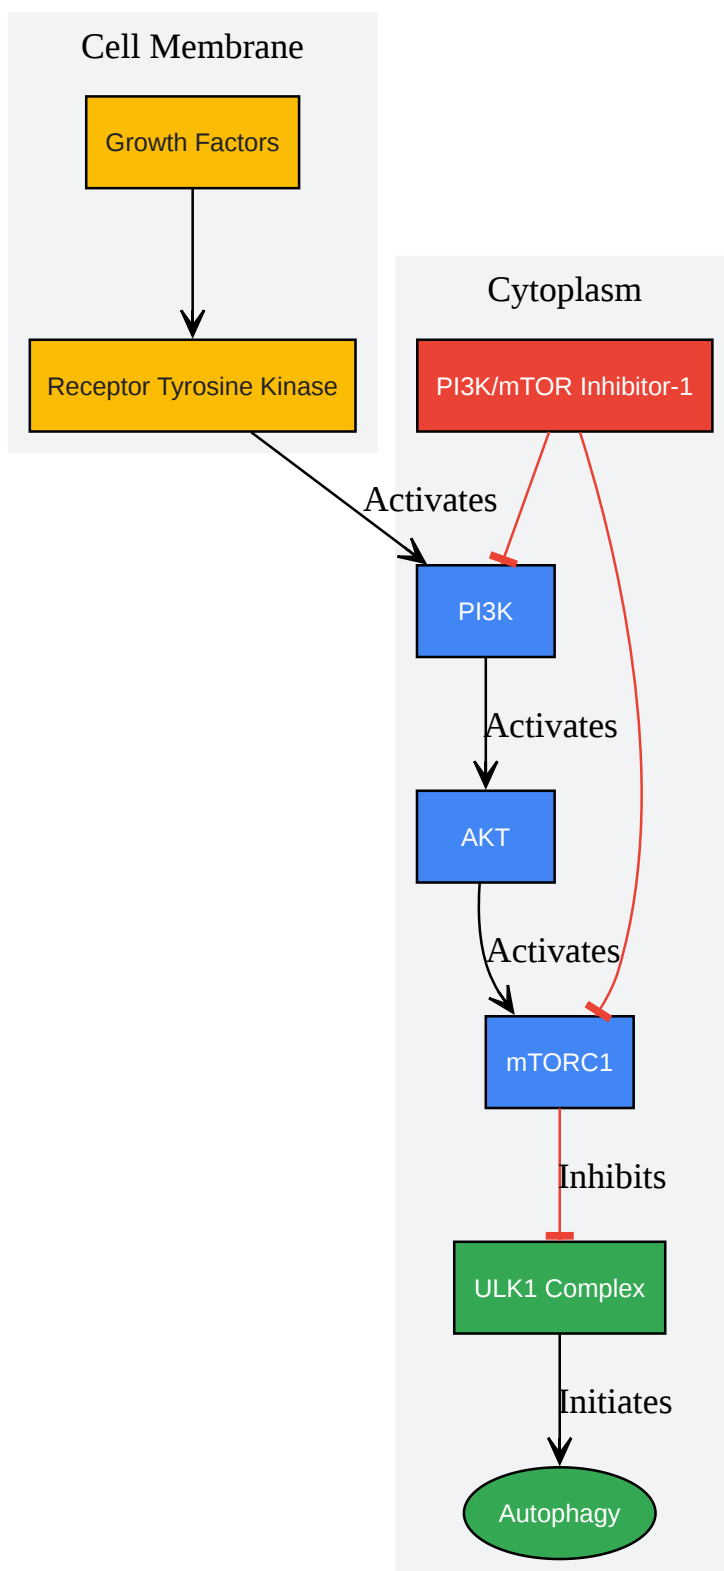 Cell Membrane
Growth Factors
Cytoplasm
Receptor Tyrosine Kinase
PI3K/mTOR Inhibitor-1
Activates
PI3K
Activates
AKT
Activates
mTORC1
Inhibits
ULK1 Complex
Initiates
Autophagy